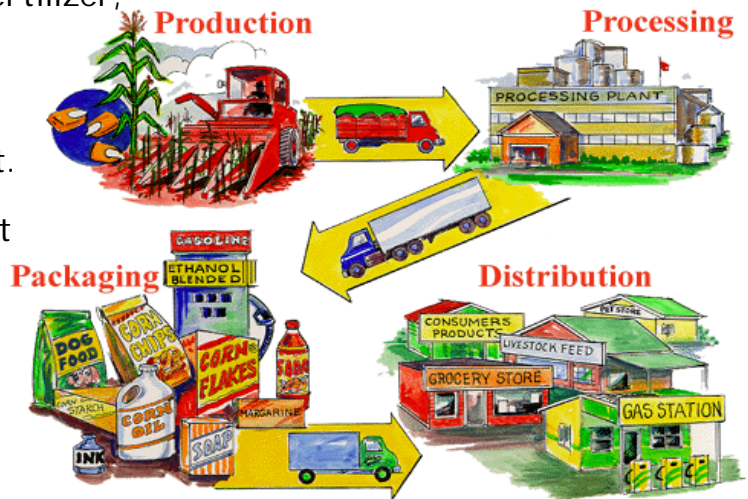 Production
Processing
PROCESSING PLANT
t.
t
Packaging
GASOLINE
ETHANOL
BLENDED
DOG
FOOD
CORN
CHIPS
CORN
FLAKES
SODA
CORN
STARCH
CORN
OIL
MARGARINE
SOAP
INK
Distribution
CONSUMERS
PRODUCTS
PET STORE
LIVESTOCK FEED
GROCERY STORE
GAS STATION